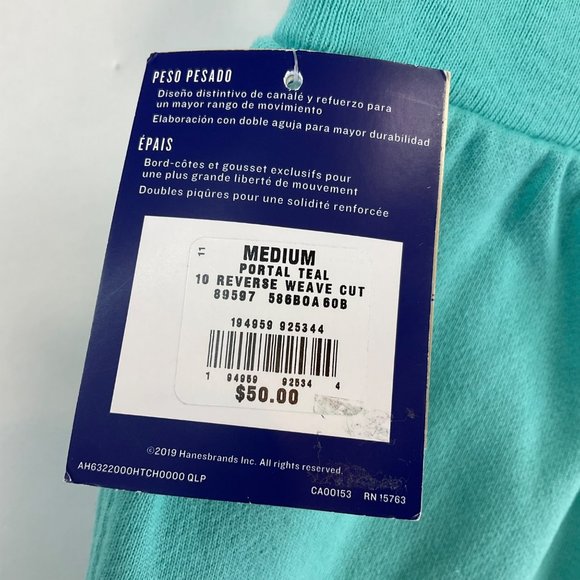 PESO PESADO
Diseño distintivo de canalé y refuerzo para
un mayor rango de movimiento
Elaboración con doble aguja para mayor durabilidad
ÉPAIS
Bord-côtes et gousset exclusifs pour
une plus grande liberté de mouvement
Doubles piqûres pour une solidité renforcée
11
MEDIUM
PORTAL TEAL
10 REVERSE WEAVE CUT
89597 586BOA60B
194959 925344
1 94959 92534 4
$50.00
©2019 Hanesbrands Inc. All rights reserved.
AH6322000HTCH0000 QLP
CA00153 RN 15763